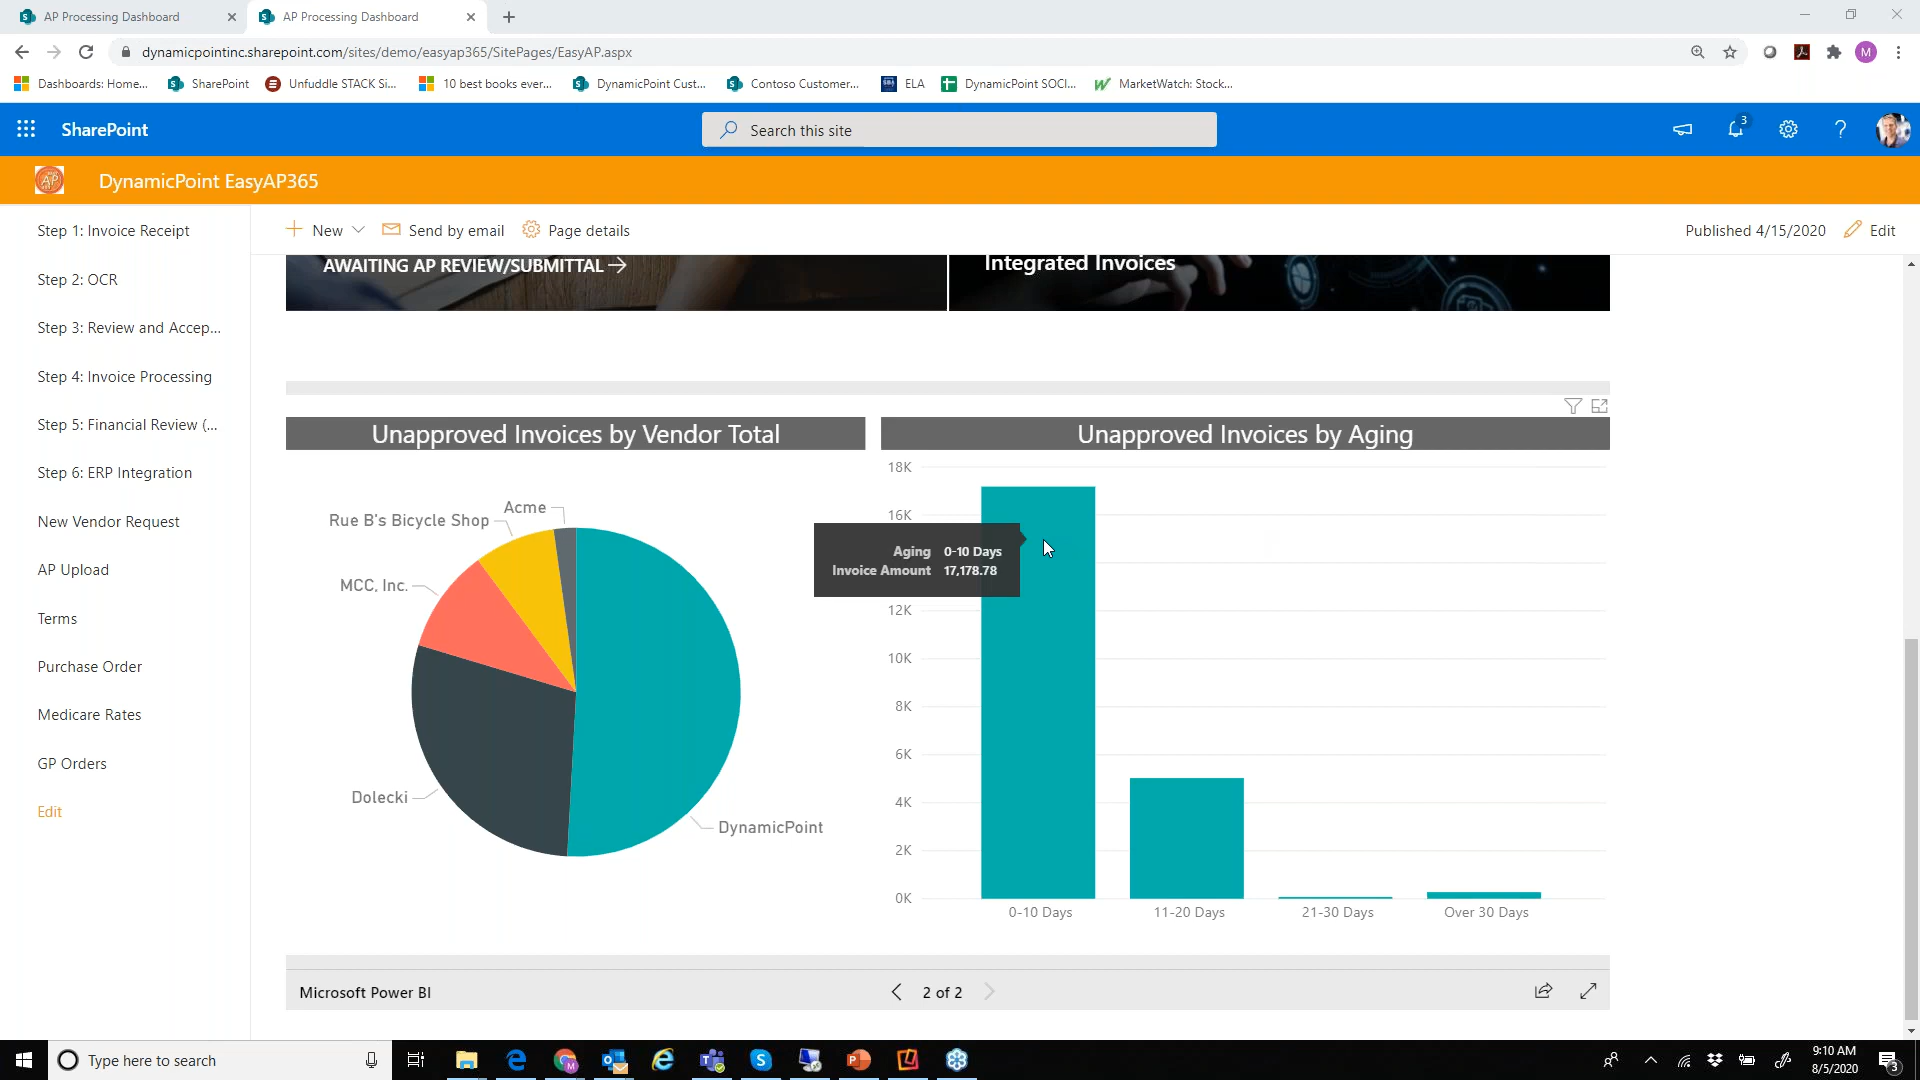 AP Processing Dashboard
AP Processing Dashboard
dynamicpointinc.sharepoint.com/sites/demo/easyap365/SitePages/EasyAP.aspx
M
Dashboards: Home...
SharePoint
Unfuddle STACK Si...
10 best books ever...
DynamicPoint Cust...
Contoso Customer...
ELA
DynamicPoint SOCI...
MarketWatch: Stock...
SharePoint
Search this site
3
AP
DynamicPoint EasyAP365
Step 1: Invoice Receipt
Step 2: OCR
Step 3: Review and Accep...
Step 4: Invoice Processing
Step 5: Financial Review (...
Step 6: ERP Integration
New Vendor Request
AP Upload
Terms
Purchase Order
Medicare Rates
GP Orders
Edit
New
Send by email
Page details
Published 4/15/2020
Edit
AWAITING AP REVIEW/SUBMITTAL
Integrated Invoices
Unapproved Invoices by Vendor Total
Acme
Rue B's Bicycle Shop
MCC, Inc.
Dolecki
DynamicPoint
Unapproved Invoices by Aging
18K
16K
12K
10K
8K
6K
4K
2K
0K
Aging 0-10 Days
Invoice Amount 17,178.78
0-10 Days
11-20 Days
21-30 Days
Over 30 Days
Microsoft Power BI
2 of 2
Type here to search
9:10 AM
8/5/2020
3